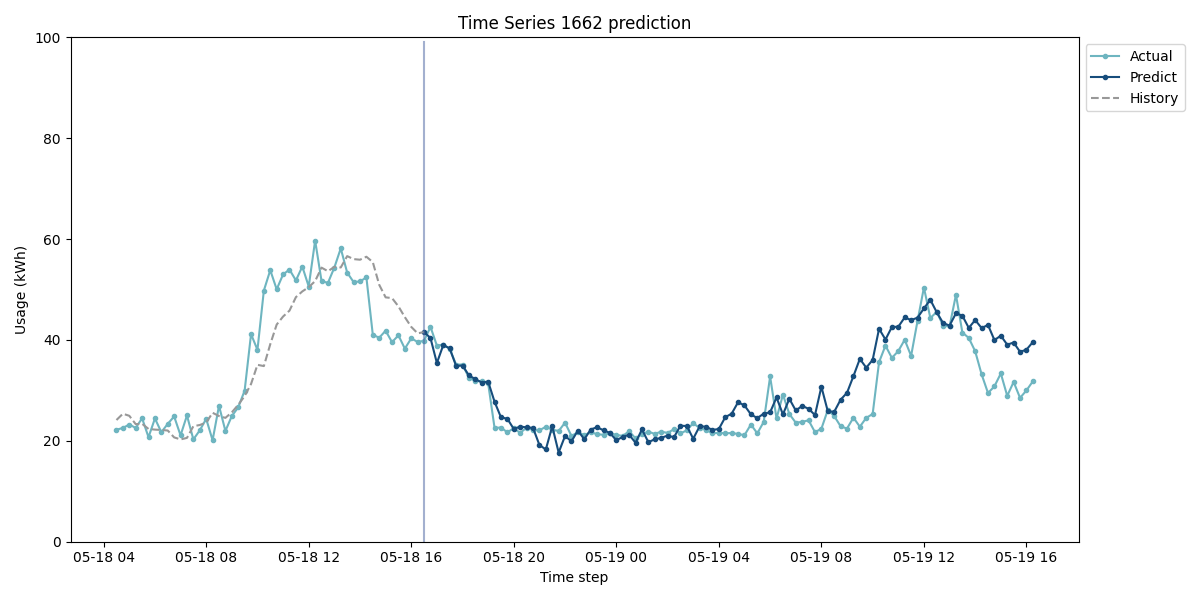 Time Series 1662 prediction
Usage (kWh)
100
80
60
40
20
0
05-18 04
05-18 08
05-18 12
05-18 16
05-18 20
05-19 00
05-19 04
05-19 08
05-19 12
05-19 16
Time step
Actual
Predict
History